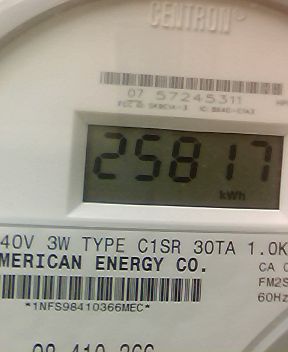 CENTRON
07 57245311
25817
kWh
40V 3W TYPE C1SR 30TA 1.0K
MERICAN ENERGY CO.
CA 0
FM2S
60Hz
*1NFS98410366MEC*